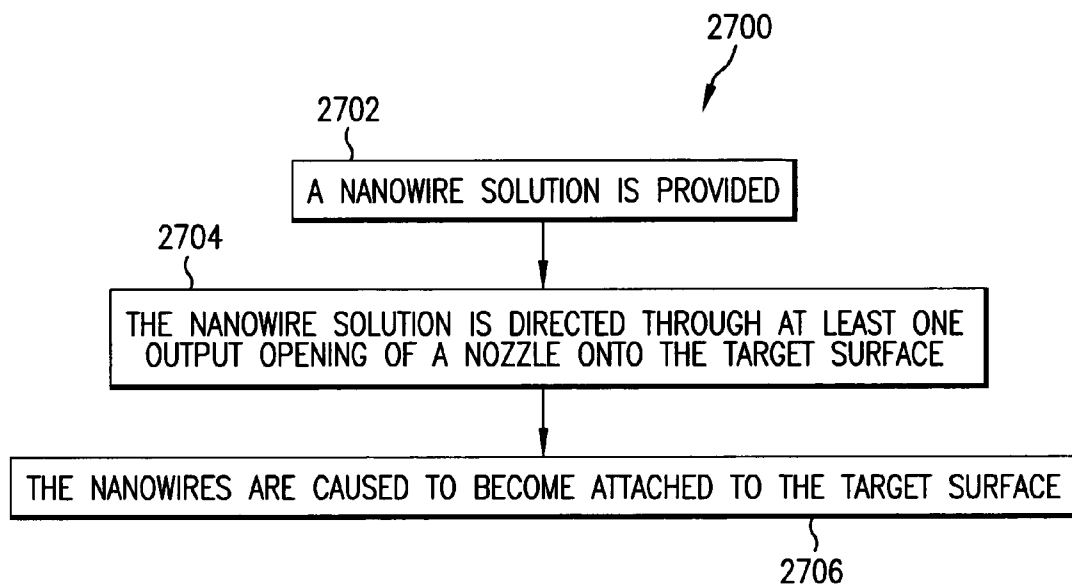 2700
2702
A NANOWIRE SOLUTION IS PROVIDED
2704
THE NANOWIRE SOLUTION IS DIRECTED THROUGH AT LEAST ONE
OUTPUT OPENING OF A NOZZLE ONTO THE TARGET SURFACE
THE NANOWIRES ARE CAUSED TO BECOME ATTACHED TO THE TARGET SURFACE
2706